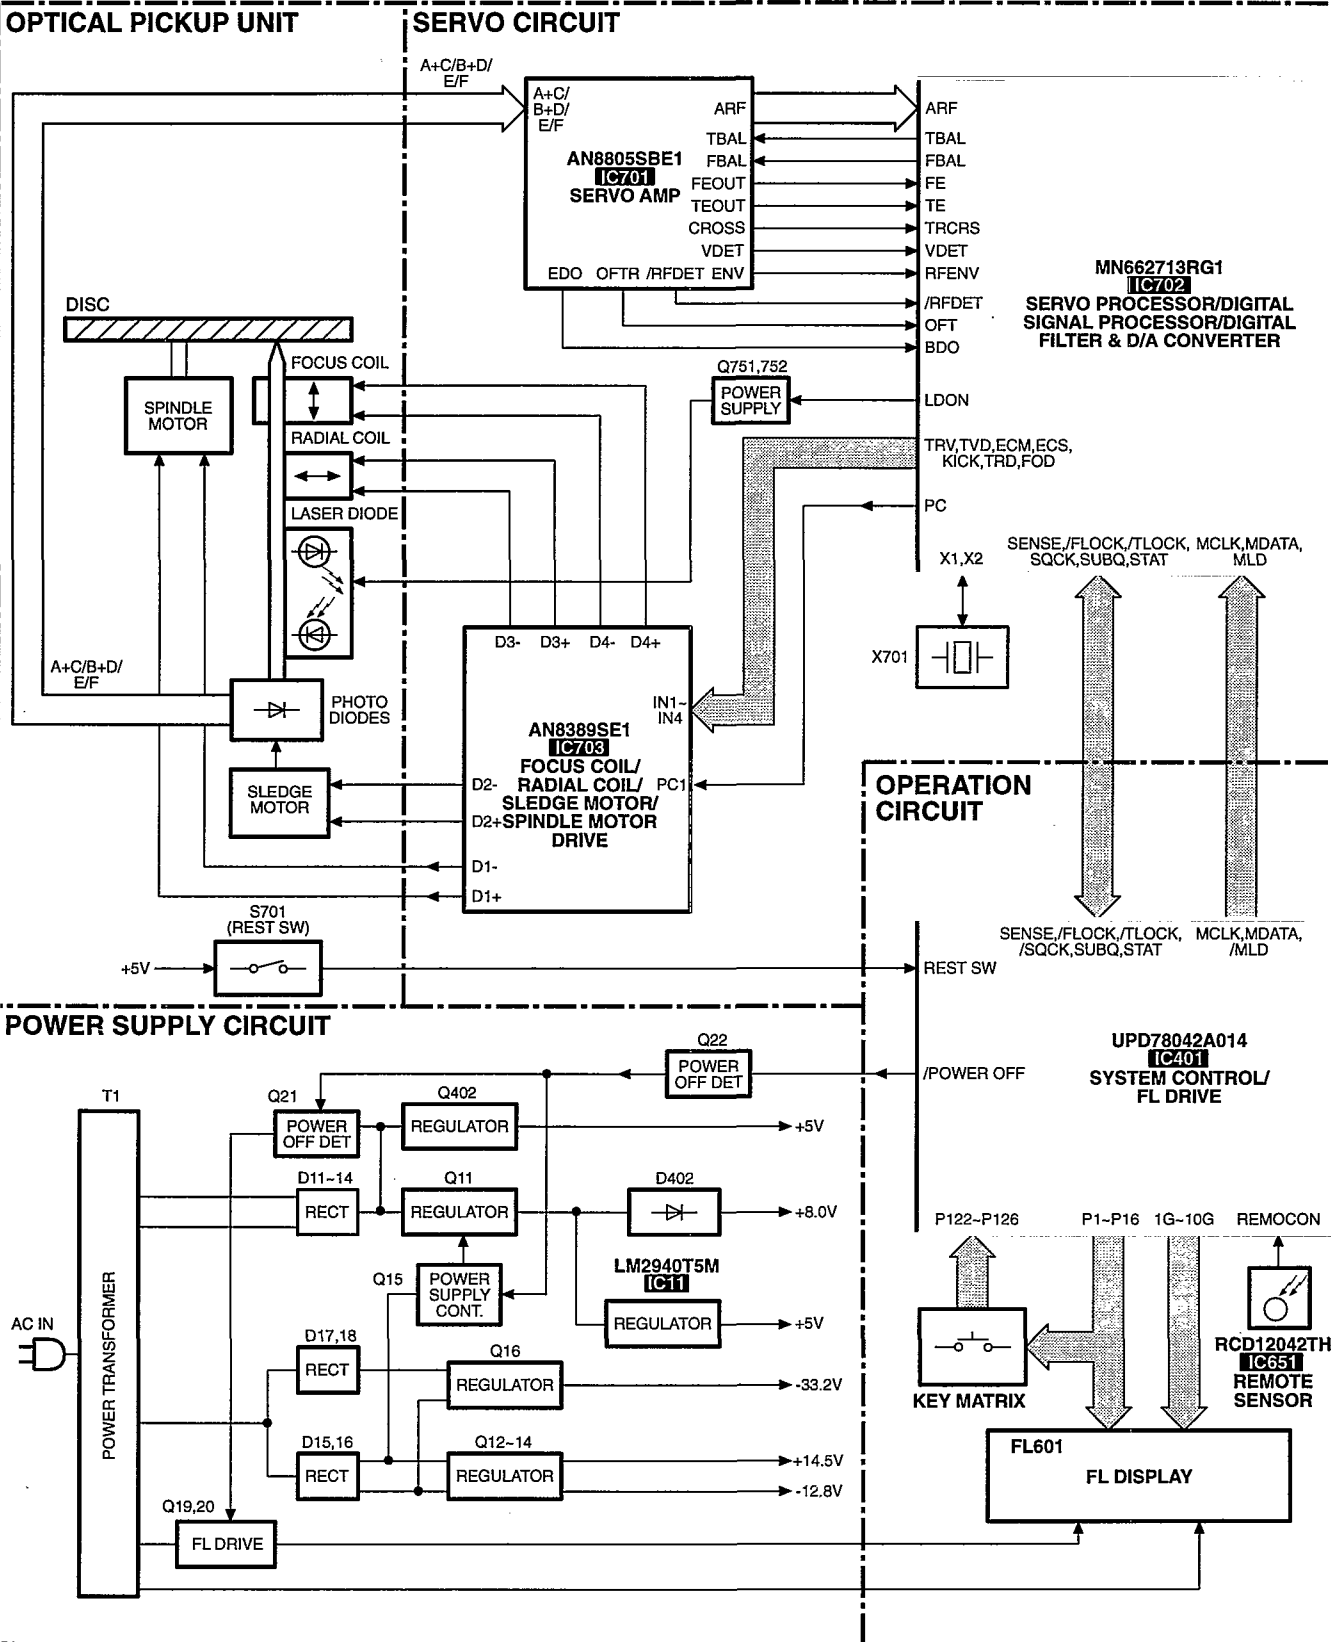 OPTICAL PICKUP UNIT
SERVO CIRCUIT
A+C/B+D/
E/F
A+C/
B+D/
E/F
ARF
TBAL
FBAL
FEOUT
TEOUT
CROSS
VDET
EDO OFTR /RFDET ENV
AN8805SBE1
IC701
SERVO AMP
ARF
TBAL
FBAL
FE
TE
TRCRS
VDET
RFENV
/RFDET
OFT
BDO
LDON
TRV,TVD,ECM,ECS,
KICK,TRD,FOD
PC
MN662713RG1
IC702
SERVO PROCESSOR/DIGITAL
SIGNAL PROCESSOR/DIGITAL
FILTER & D/A CONVERTER
DISC
SPINDLE
MOTOR
FOCUS COIL
RADIAL COIL
LASER DIODE
Q751,752
POWER
SUPPLY
X1,X2
X701
SENSE,/FLOCK,/TLOCK,
SQCK,SUBQ,STAT
MCLK,MDATA,
MLD
A+C/B+D/
E/F
PHOTO
DIODES
SLEDGE
MOTOR
D3- D3+ D4- D4+
IN1~
IN4
AN8389SE1
IC703
FOCUS COIL/
RADIAL COIL/
SLEDGE MOTOR/
SPINDLE MOTOR
DRIVE
D2-
D2+
D1-
D1+
PC1
OPERATION
CIRCUIT
S701
(REST SW)
+5V
REST SW
SENSE,/FLOCK,/TLOCK,
/SQCK,SUBQ,STAT
MCLK,MDATA,
/MLD
UPD78042A014
IC401
SYSTEM CONTROL/
FL DRIVE
/POWER OFF
POWER SUPPLY CIRCUIT
Q22
POWER
OFF DET
T1
POWER TRANSFORMER
AC IN
Q21
POWER
OFF DET
Q402
REGULATOR
+5V
D11~14
RECT
Q11
REGULATOR
D402
+8.0V
Q15
POWER
SUPPLY
CONT.
LM2940T5M
IC11
REGULATOR
+5V
D17,18
RECT
Q16
REGULATOR
-33.2V
D15,16
RECT
Q12~14
REGULATOR
+14.5V
-12.8V
Q19,20
FL DRIVE
P122~P126
P1~P16
1G~10G
REMOCON
KEY MATRIX
RCD12042TH
IC651
REMOTE
SENSOR
FL601
FL DISPLAY